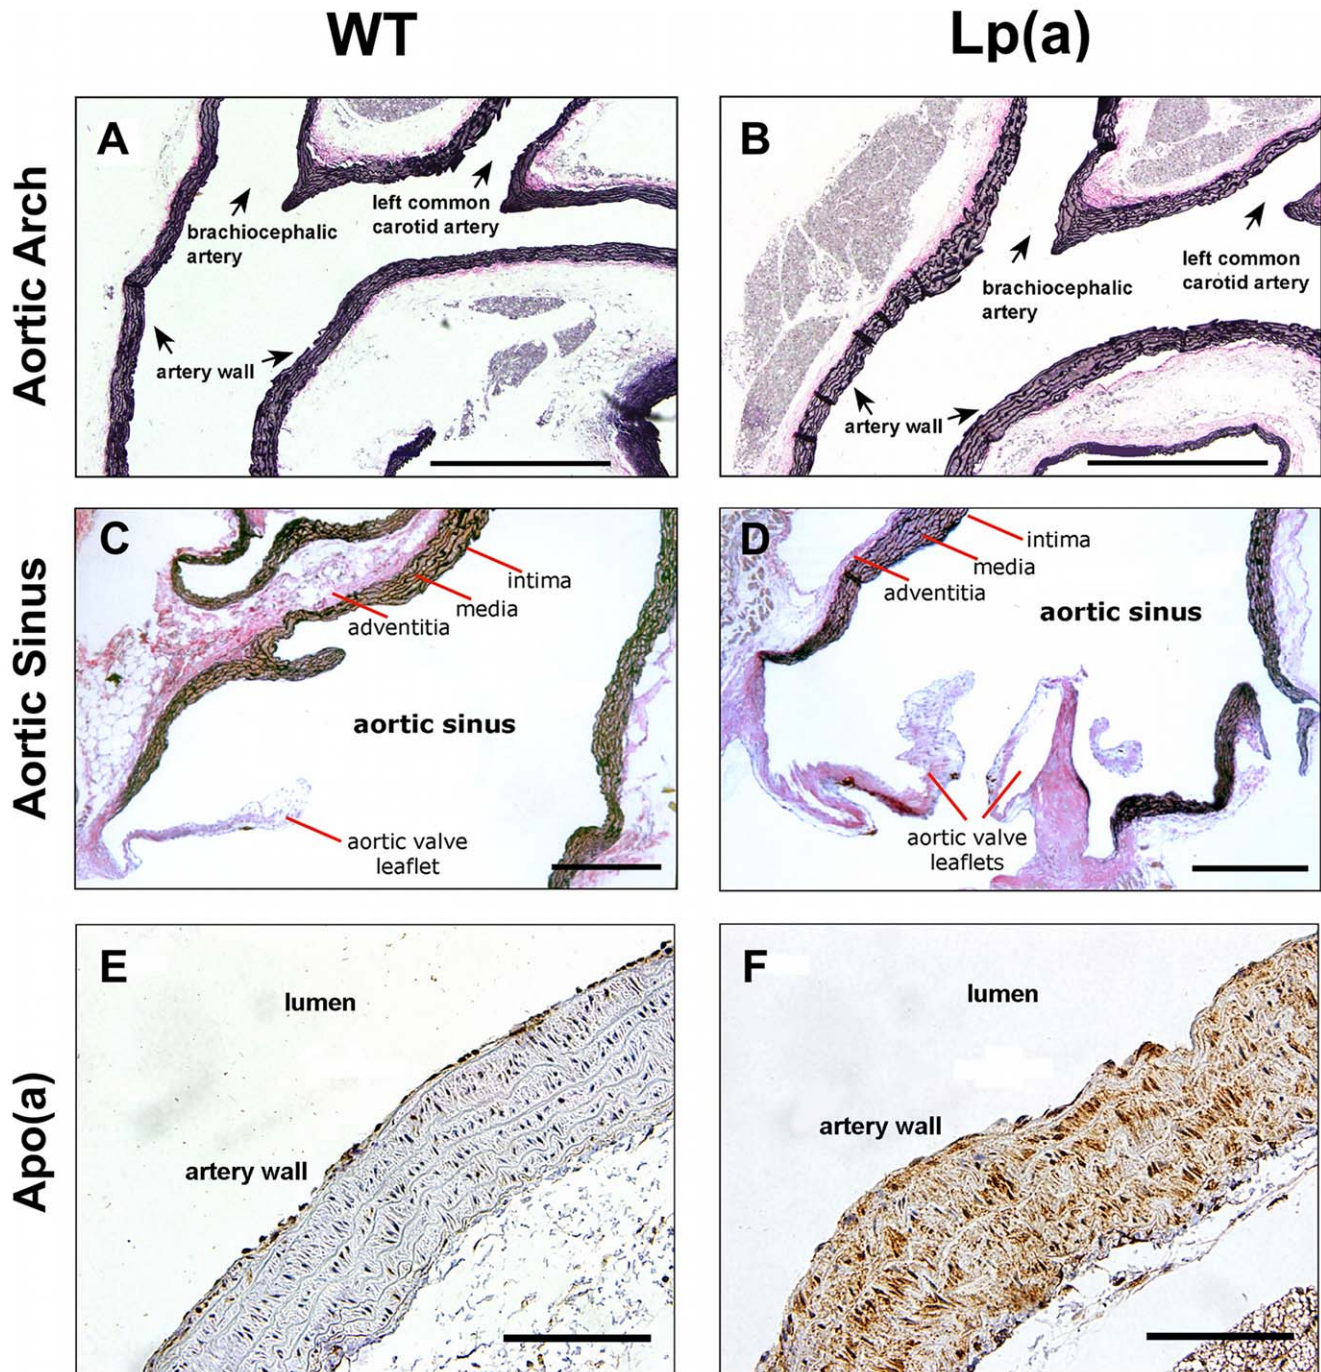 WT
Lp(a)
Aortic Arch
A
brachiocephalic
artery
left common
carotid artery
artery wall
B
brachiocephalic
artery
left common
carotid artery
artery wall
Aortic Sinus
C
intima
media
adventitia
aortic sinus
aortic valve
leaflet
D
intima
media
adventitia
aortic sinus
aortic valve
leaflets
Apo(a)
E
lumen
artery wall
F
lumen
artery wall